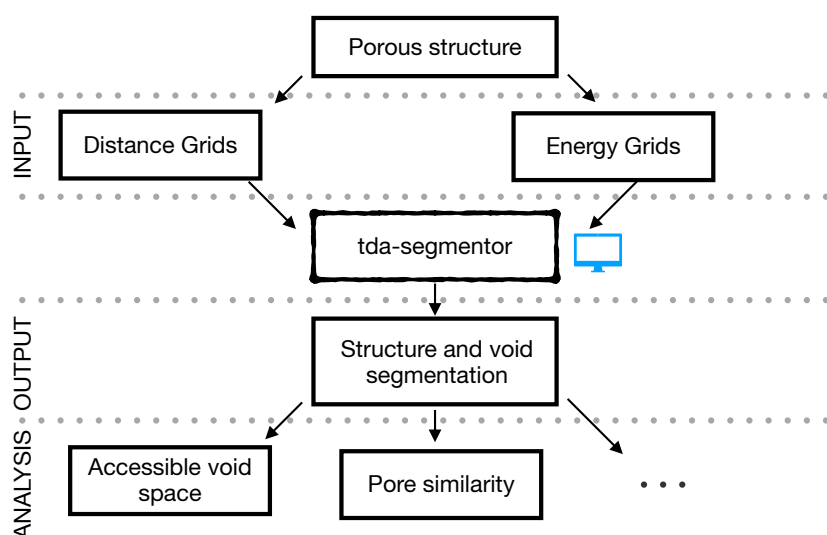 Porous structure
INPUT
Distance Grids
Energy Grids
tda-segmentor
OUTPUT
Structure and void
segmentation
ANALYSIS
Accessible void
space
Pore similarity
...